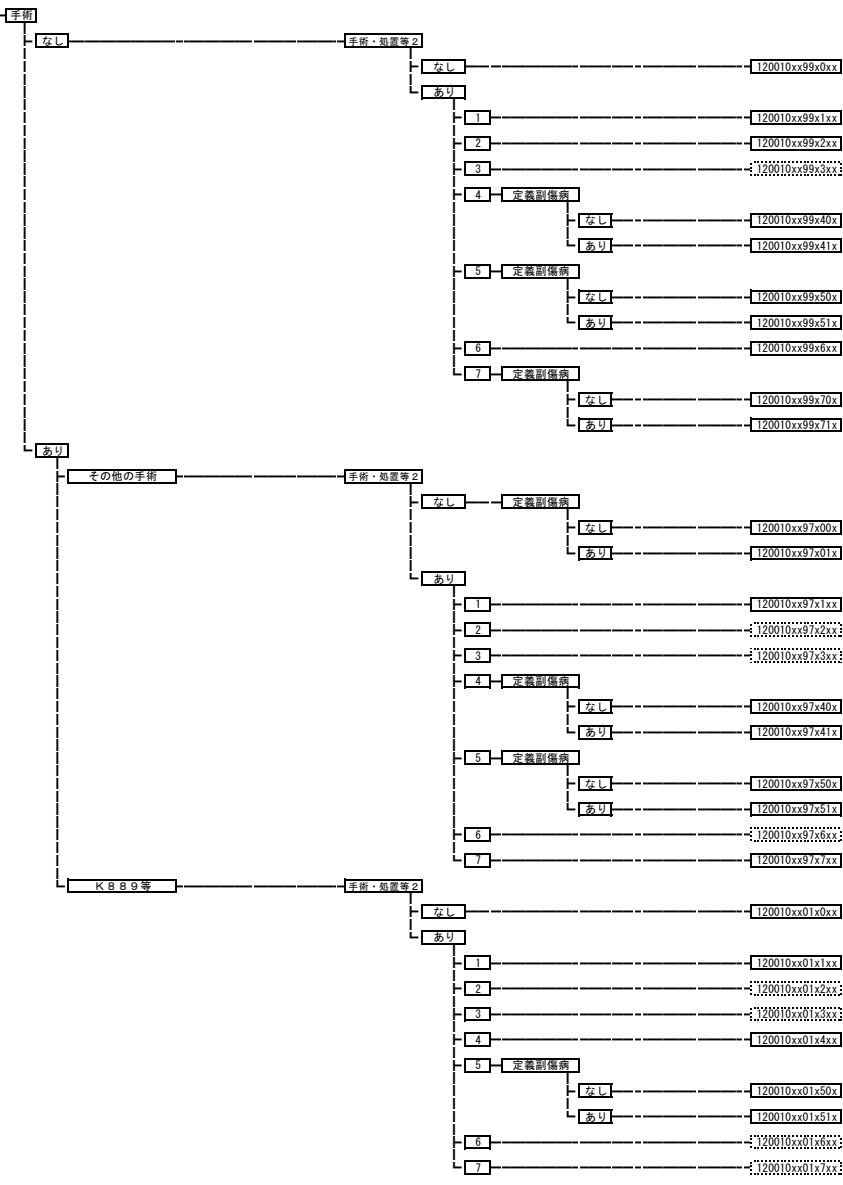 手術
なし 手術・処置等２
なし 120010xx99x0xx
あり
1 120010xx99x1xx
2 120010xx99x2xx
3 120010xx99x3xx
4 定義副傷病
なし 120010xx99x40x
あり 120010xx99x41x
5 定義副傷病
なし 120010xx99x50x
あり 120010xx99x51x
6 120010xx99x6xx
7 定義副傷病
なし 120010xx99x70x
あり 120010xx99x71x
あり
その他の手術 手術・処置等２
なし 定義副傷病
なし 120010xx97x00x
あり 120010xx97x01x
あり
1 120010xx97x1xx
2 120010xx97x2xx
3 120010xx97x3xx
4 定義副傷病
なし 120010xx97x40x
あり 120010xx97x41x
5 定義副傷病
なし 120010xx97x50x
あり 120010xx97x51x
6 120010xx97x6xx
7 120010xx97x7xx
Ｋ８８９等 手術・処置等２
なし 120010xx01x0xx
あり
1 120010xx01x1xx
2 120010xx01x2xx
3 120010xx01x3xx
4 120010xx01x4xx
5 定義副傷病
なし 120010xx01x50x
あり 120010xx01x51x
6 120010xx01x6xx
7 120010xx01x7xx